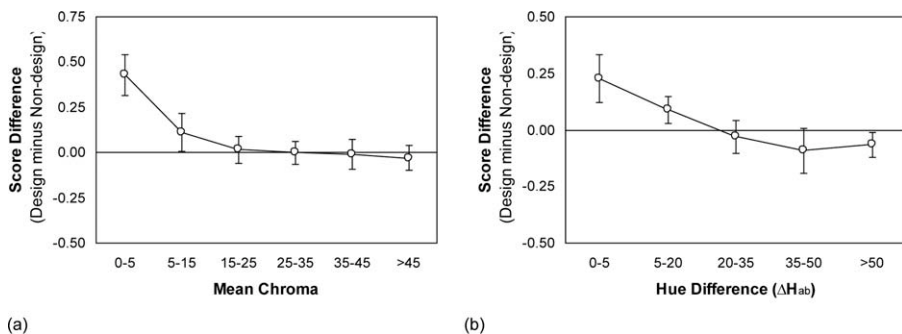 0.75
0.50
0.25
0.00
-0.25
-0.50
Score Difference
(Design minus Non-design)
0-5 5-15 15-25 25-35 35-45 >45
Mean Chroma
(a)
0.50
0.25
0.00
-0.25
-0.50
Score Difference
(Design minus Non-design)
0-5 5-20 20-35 35-50 >50
Hue Difference (ΔHab)
(b)